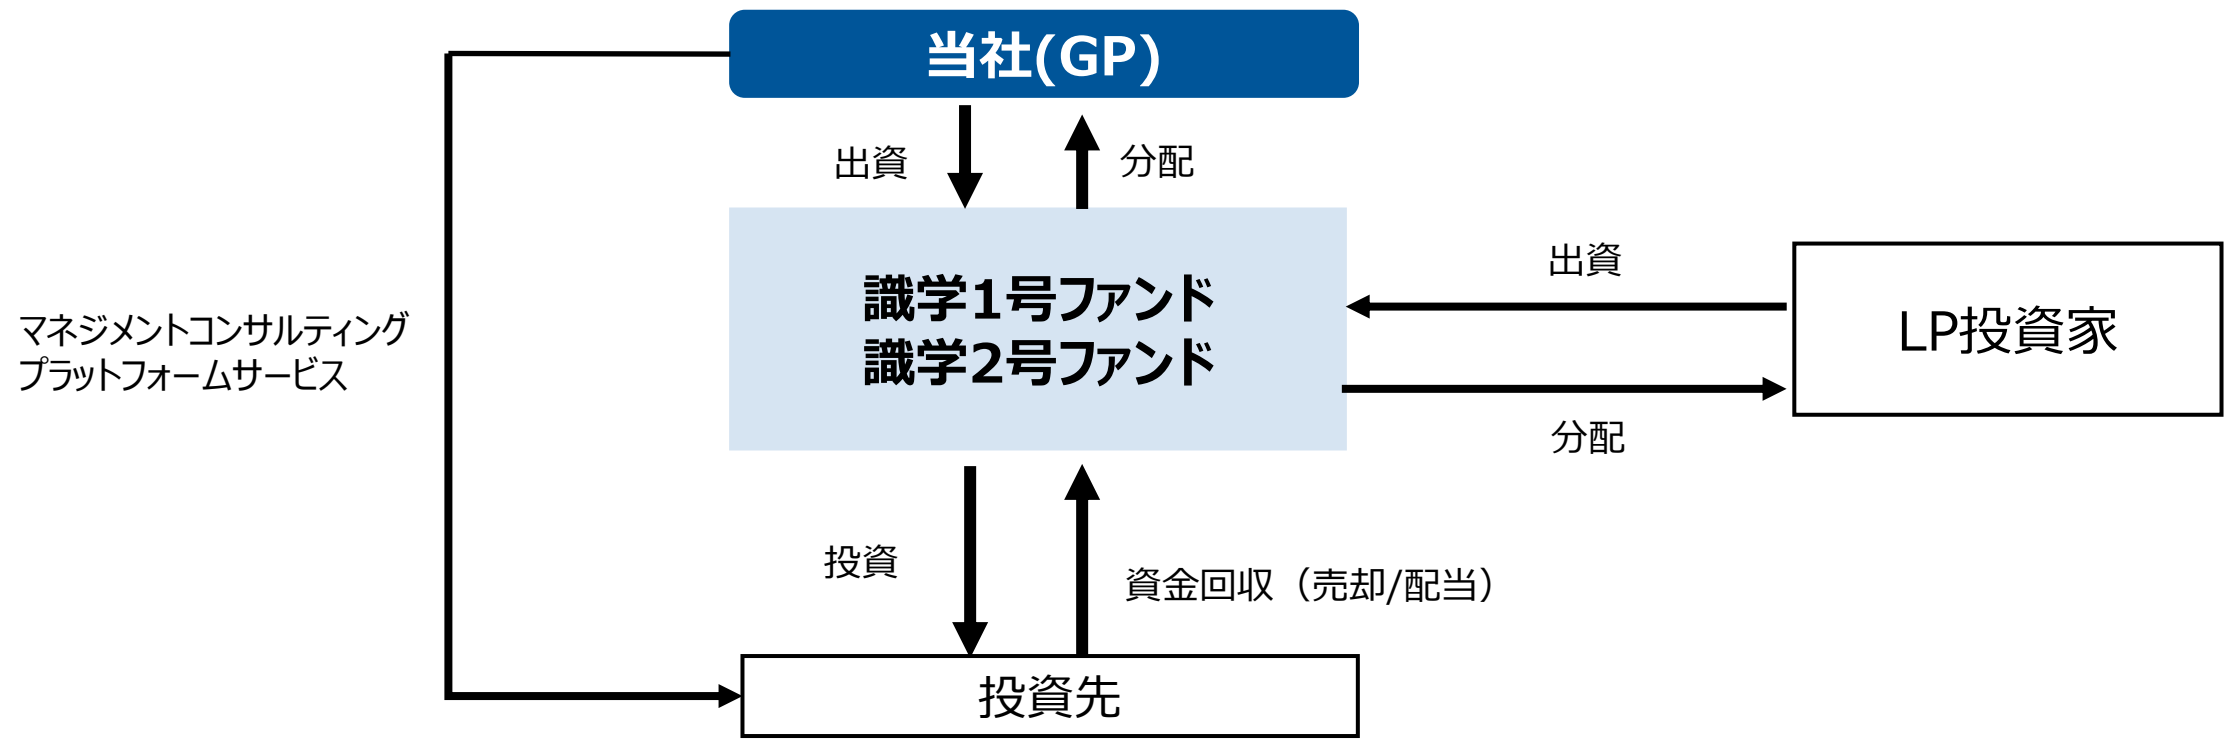 当社(GP)
出資
分配
出資
識学1号ファンド
識学2号ファンド
LP投資家
マネジメントコンサルティング
プラットフォームサービス
分配
投資
資金回収（売却/配当）
投資先